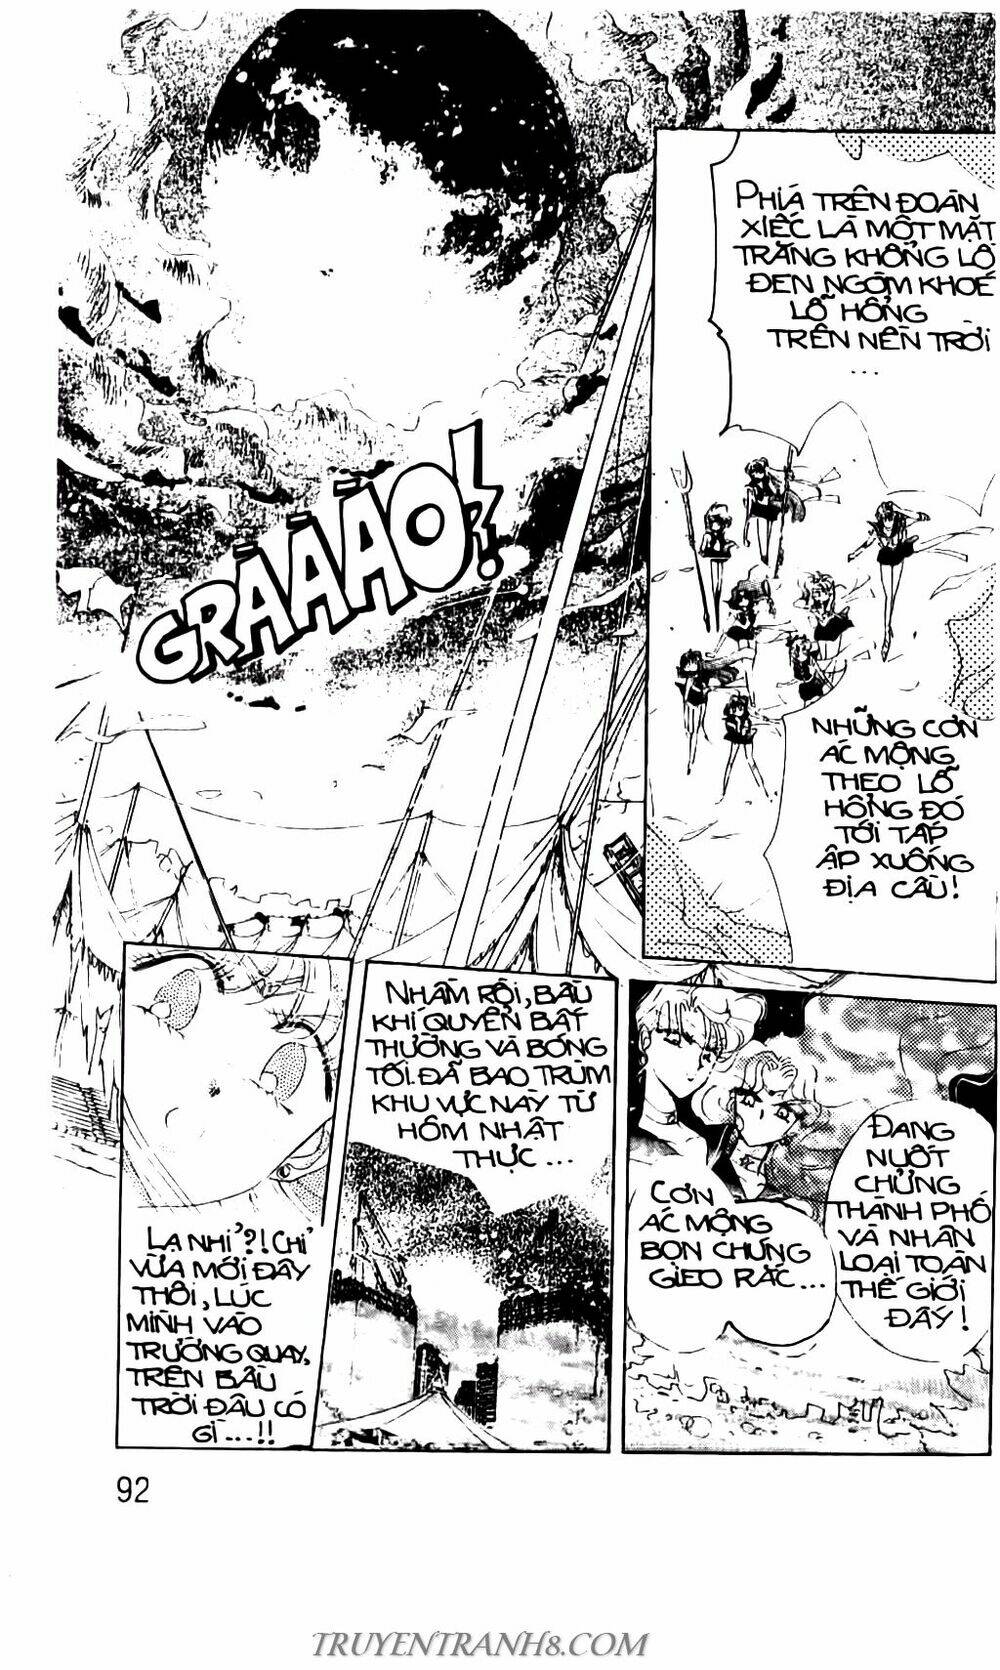 PHÍA TRÊN ĐOÀN
XIẾC LÀ MỘT MẶT
TRĂNG KHỔNG LỒ
ĐEN NGÒM KHOÉT
LỖ HỔNG
TRÊN NỀN TRỜI
...
GRÀÀÀO!
NHỮNG CƠN
ÁC MỘNG
THEO LỖ
HỔNG ĐÓ
TỚI TẤP
ẬP XUỐNG
ĐỊA CẦU!
LẠ NHỈ?! CHỈ
VỪA MỚI ĐÂY
THÔI, LÚC
MÌNH VÀO
TRƯỜNG QUAY,
TRÊN BẦU
TRỜI ĐÂU CÓ
GÌ....!!
NHẦM RỒI, BẦU
KHÍ QUYỂN BẤT
THƯỜNG VÀ BÓNG
TỐI ĐÃ BAO TRÙM
KHU VỰC NÀY TỪ
HÔM NHẬT
THỰC...
CƠN
ÁC MỘNG
BỌN CHÚNG
GIEO RẮC...
ĐANG
NUỐT
CHỬNG
THÀNH PHỐ
VÀ NHÂN
LOẠI TOÀN
THẾ GIỚI
ĐẤY!
92
TRUYENTRANH8.COM